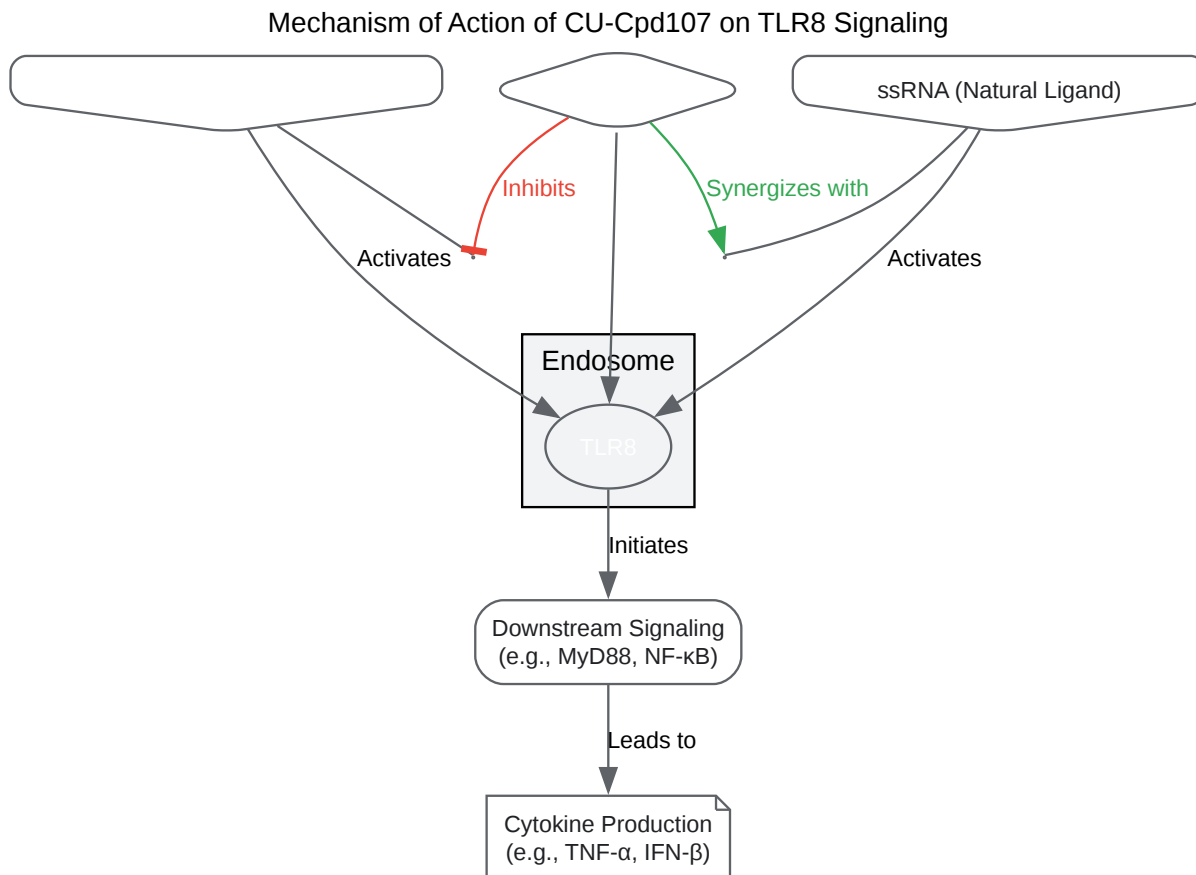 Mechanism of Action of CU-Cpd107 on TLR8 Signaling
ssRNA (Natural Ligand)
Inhibits
Synergizes with
Activates
Activates
Endosome
TLR8
Initiates
Downstream Signaling
(e.g., MyD88, NF-κB)
Leads to
Cytokine Production
(e.g., TNF-α, IFN-β)